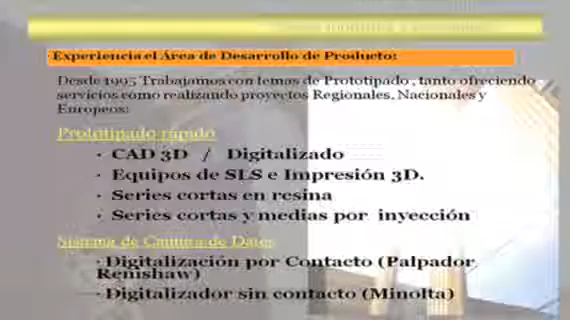 Experiencia el Área de Desarrollo de Producto:
Desde 1995 Trabajamos con temas de Prototipado , tanto ofreciendo
servicios como realizando proyectos Regionales, Nacionales y
Europeos:
Prototipado rápido
· CAD 3D / Digitalizado
· Equipos de SLS e Impresión 3D.
· Series cortas en resina
· Series cortas y medias por inyección
Sistema de Captura de Datos
·Digitalización por Contacto (Palpador
Renishaw)
·Digitalizador sin contacto (Minolta)